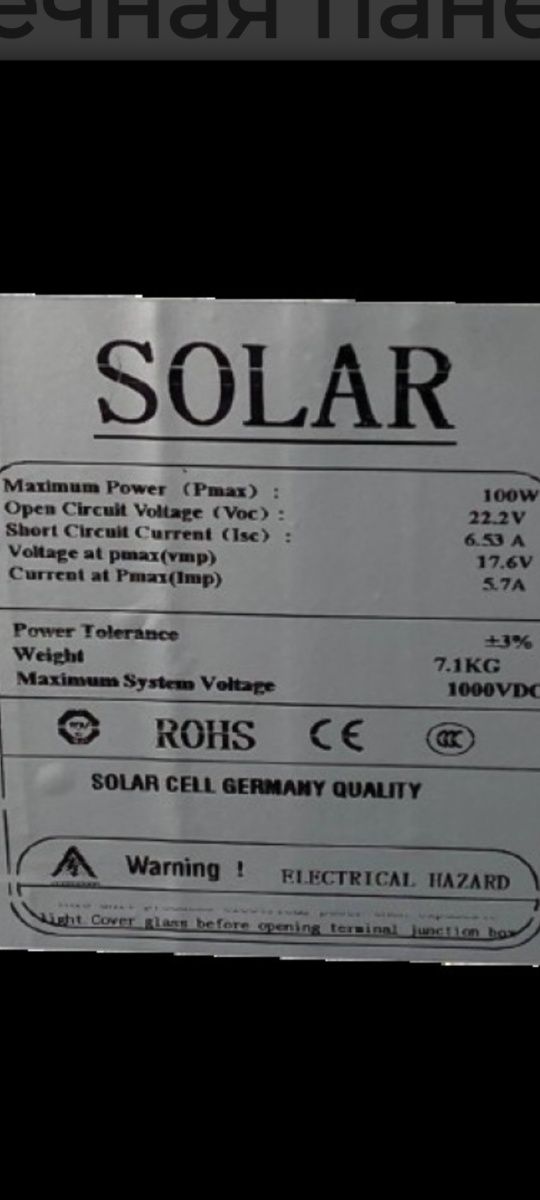 ечная пане
SOLAR
Maximum Power (Pmax) : 100W
Open Circuit Voltage (Voc) : 22.2V
Short Circuit Current (Isc) : 6.53 A
Voltage at pmax(vmp) 17.6V
Current at Pmax(Imp) 5.7A
Power Tolerance ±3%
Weight 7.1KG
Maximum System Voltage 1000VDC
ROHS CE CCC
SOLAR CELL GERMANY QUALITY
Warning ! ELECTRICAL HAZARD
light Cover glass before opening terminal junction box